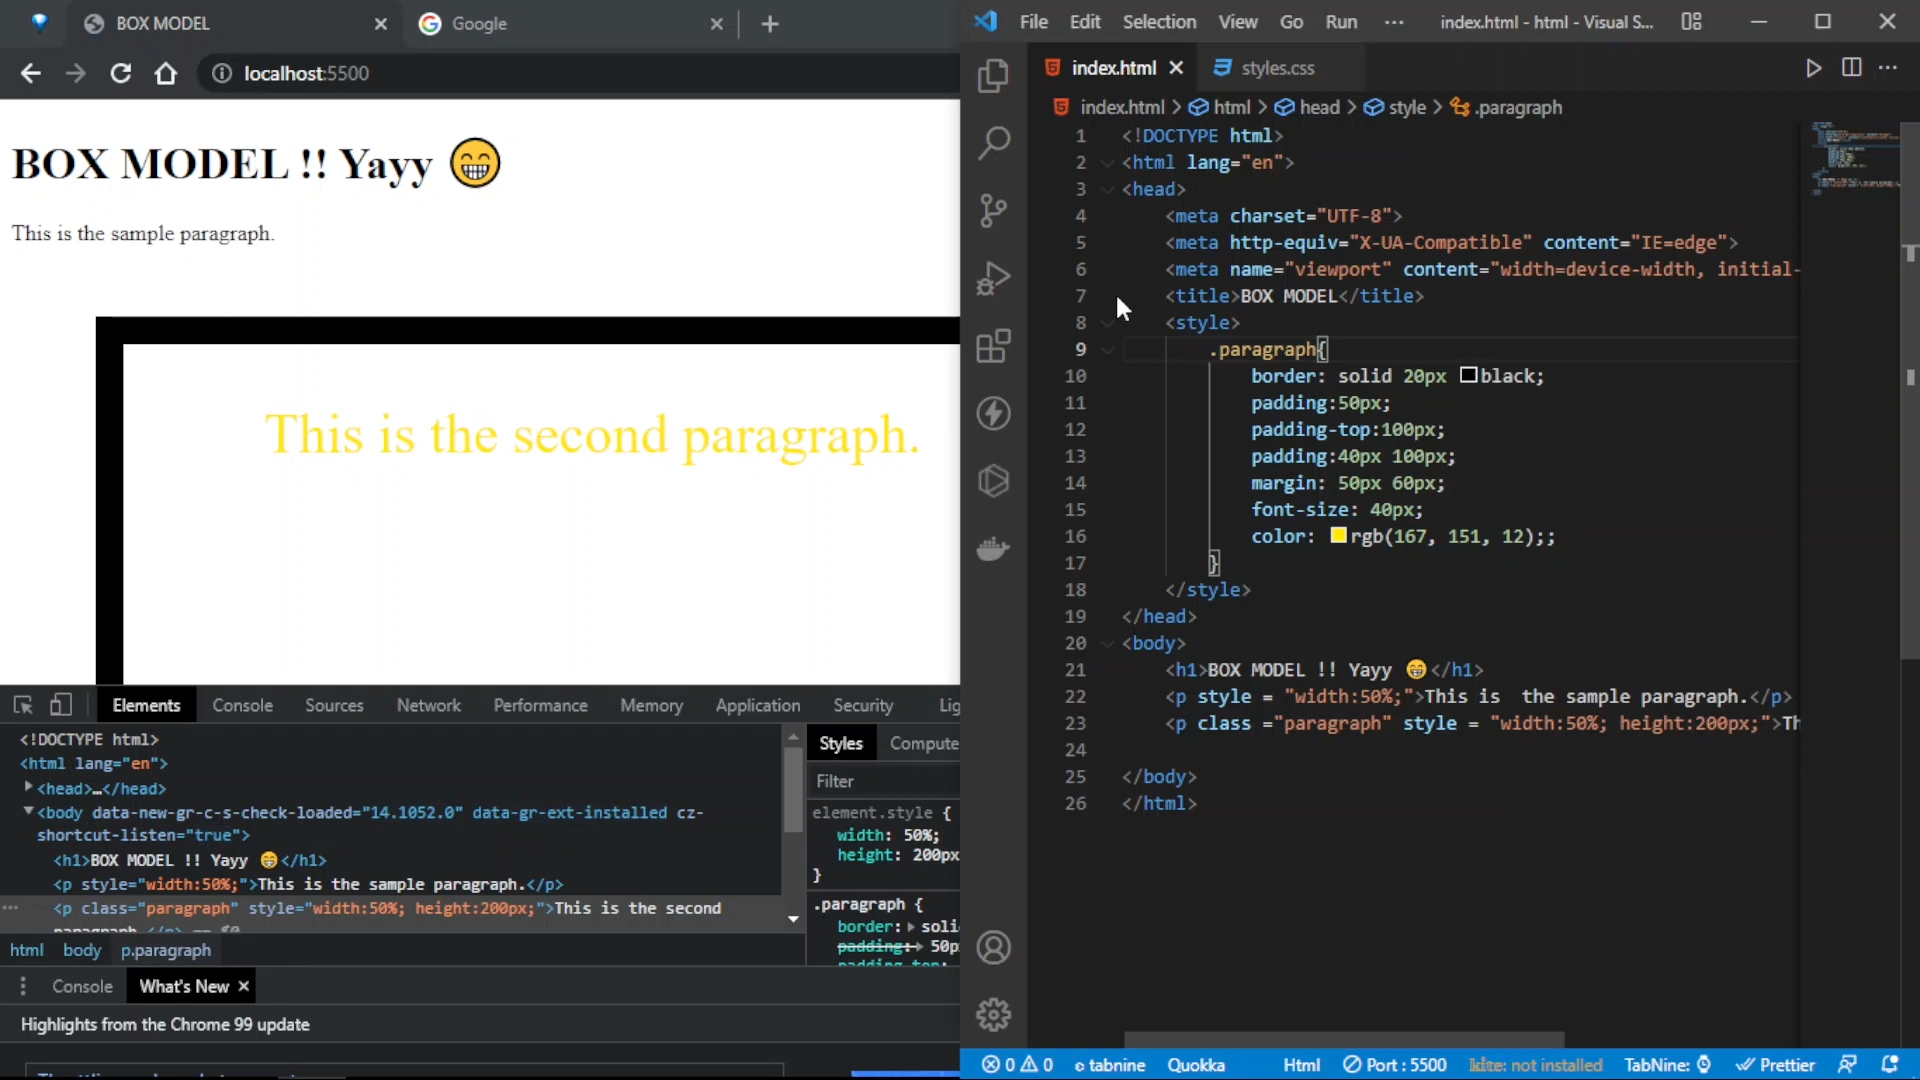 BOX MODEL
Google
localhost:5500
BOX MODEL !! Yayy 😁
This is the sample paragraph.
This is the second paragraph.
Elements Console Sources Network Performance Memory Application Security
<!DOCTYPE html>
<html lang="en">
<head>…</head>
<body data-new-gr-c-s-check-loaded="14.1052.0" data-gr-ext-installed cz-
shortcut-listen="true">
<h1>BOX MODEL !! Yayy 😁</h1>
<p style="width:50%;">This is the sample paragraph.</p>
<p class="paragraph" style="width:50%; height:200px;">This is the second
html body p.paragraph
Styles Compute
Filter
element.style {
width: 50%;
height: 200px
}
.paragraph {
border: soli
padding: 50p
padding-top:
Console What's New
Highlights from the Chrome 99 update
File Edit Selection View Go Run ··· index.html - html - Visual S...
index.html styles.css
index.html > html > head > style > .paragraph
1 <!DOCTYPE html>
2 <html lang="en">
3 <head>
4 <meta charset="UTF-8">
5 <meta http-equiv="X-UA-Compatible" content="IE=edge">
6 <meta name="viewport" content="width=device-width, initial-
7 <title>BOX MODEL</title>
8 <style>
9 .paragraph{
10 border: solid 20px black;
11 padding:50px;
12 padding-top:100px;
13 padding:40px 100px;
14 margin: 50px 60px;
15 font-size: 40px;
16 color: rgb(167, 151, 12);;
17 }
18 </style>
19 </head>
20 <body>
21 <h1>BOX MODEL !! Yayy 😁</h1>
22 <p style = "width:50%;">This is  the sample paragraph.</p>
23 <p class ="paragraph" style = "width:50%; height:200px;">Th
24
25 </body>
26 </html>
0 0 tabnine Quokka Html Port : 5500 kite: not installed TabNine: Prettier